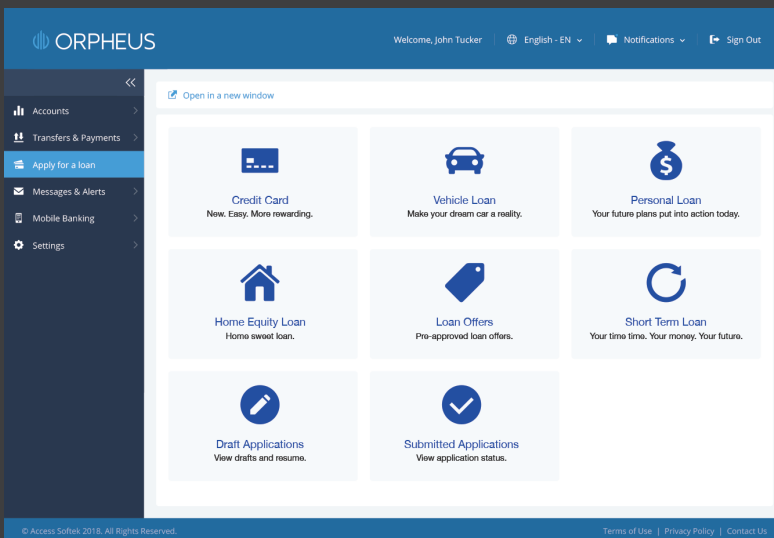 ORPHEUS
Welcome, John Tucker
English - EN
Notifications
Sign Out
Accounts
Transfers & Payments
Apply for a loan
Messages & Alerts
Mobile Banking
Settings
Open in a new window
Credit Card
New. Easy. More rewarding.
Vehicle Loan
Make your dream car a reality.
Personal Loan
Your future plans put into action today.
Home Equity Loan
Home sweet loan.
Loan Offers
Pre-approved loan offers.
Short Term Loan
Your time time. Your money. Your future.
Draft Applications
View drafts and resume.
Submitted Applications
View application status.
© Access Softek 2018. All Rights Reserved.
Terms of Use | Privacy Policy | Contact Us